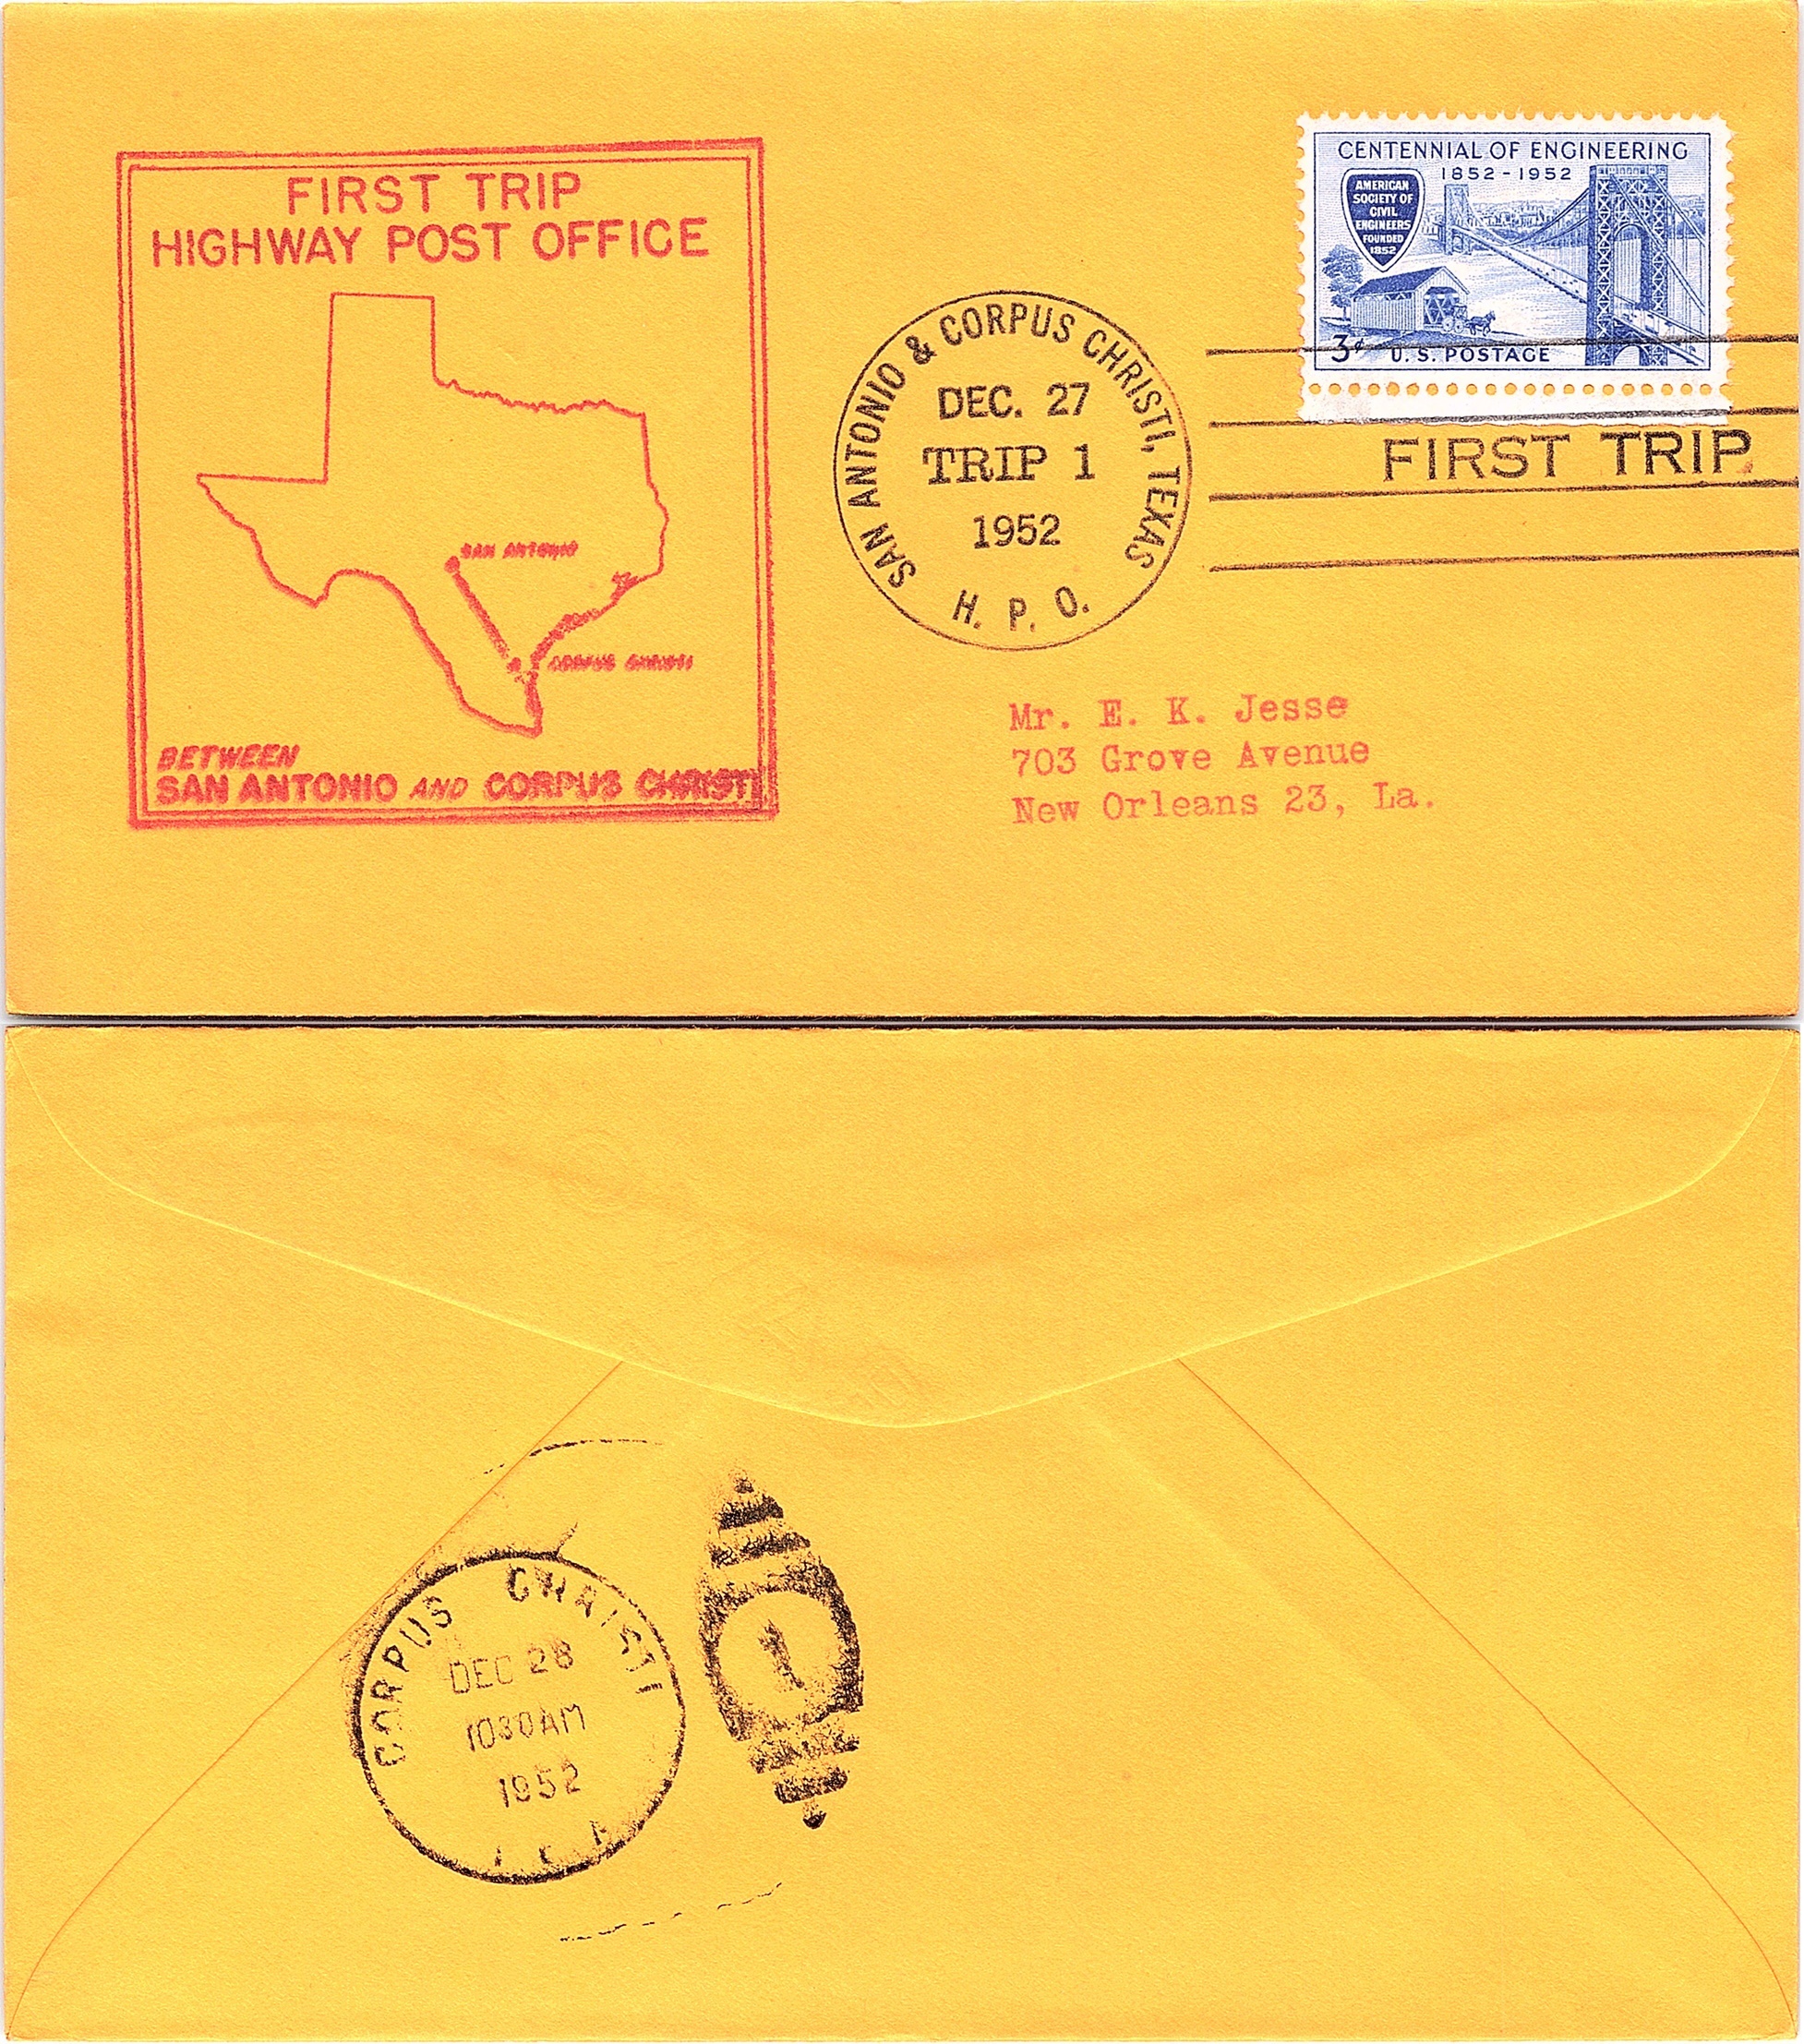 FIRST TRIP
HIGHWAY POST OFFICE
SAN ANTONIO
CORPUS CHRISTI
BETWEEN
SAN ANTONIO AND CORPUS CHRISTI
SAN ANTONIO & CORPUS CHRISTI, TEXAS
DEC. 27
TRIP 1
1952
H. P. O.
CENTENNIAL OF ENGINEERING
1852-1952
AMERICAN
SOCIETY OF
CIVIL
ENGINEERS
FOUNDED
1852
3¢ U.S. POSTAGE
FIRST TRIP
Mr. E. K. Jesse
703 Grove Avenue
New Orleans 23, La.
CORPUS CHRISTI
DEC 28
1030AM
1952
1